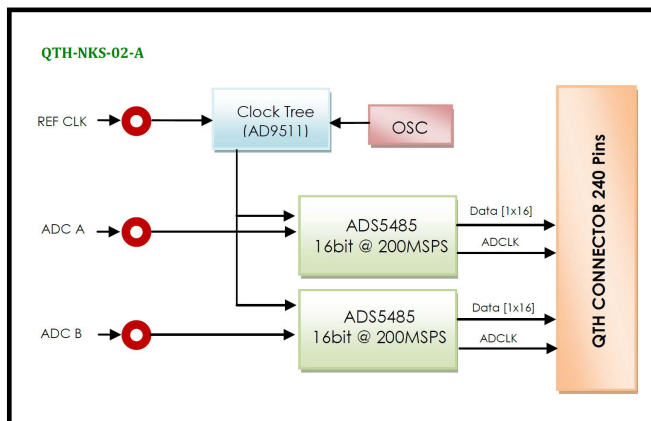 QTH-NKS-02-A
REF CLK
Clock Tree
(AD9511)
OSC
ADC A
ADS5485
16bit @ 200MSPS
Data [1x16]
ADCLK
ADC B
ADS5485
16bit @ 200MSPS
Data [1x16]
ADCLK
QTH CONNECTOR 240 Pins